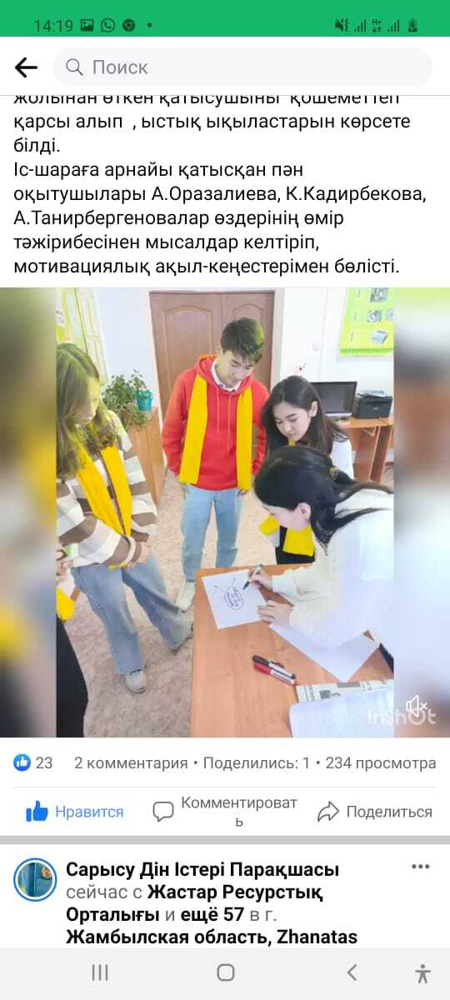 14:19
Поиск
жолынан өткен қатысушыны қошеметтеп
қарсы алып , ыстық ықыластарын көрсете
білді.
Іс-шараға арнайы қатысқан пән
оқытушылары А.Оразалиева, К.Кадирбекова,
А.Танирбергеновалар өздерінің өмір
тәжірибесінен мысалдар келтіріп,
мотивациялық ақыл-кеңестерімен бөлісті.
InShOt
23 2 комментария • Поделились: 1 • 234 просмотра
Нравится
Комментироват
ь
Поделиться
Сарысу Дін Істері Парақшасы
сейчас с Жастар Ресурстық
Орталығы и ещё 57 в г.
Жамбылская область, Zhanatas